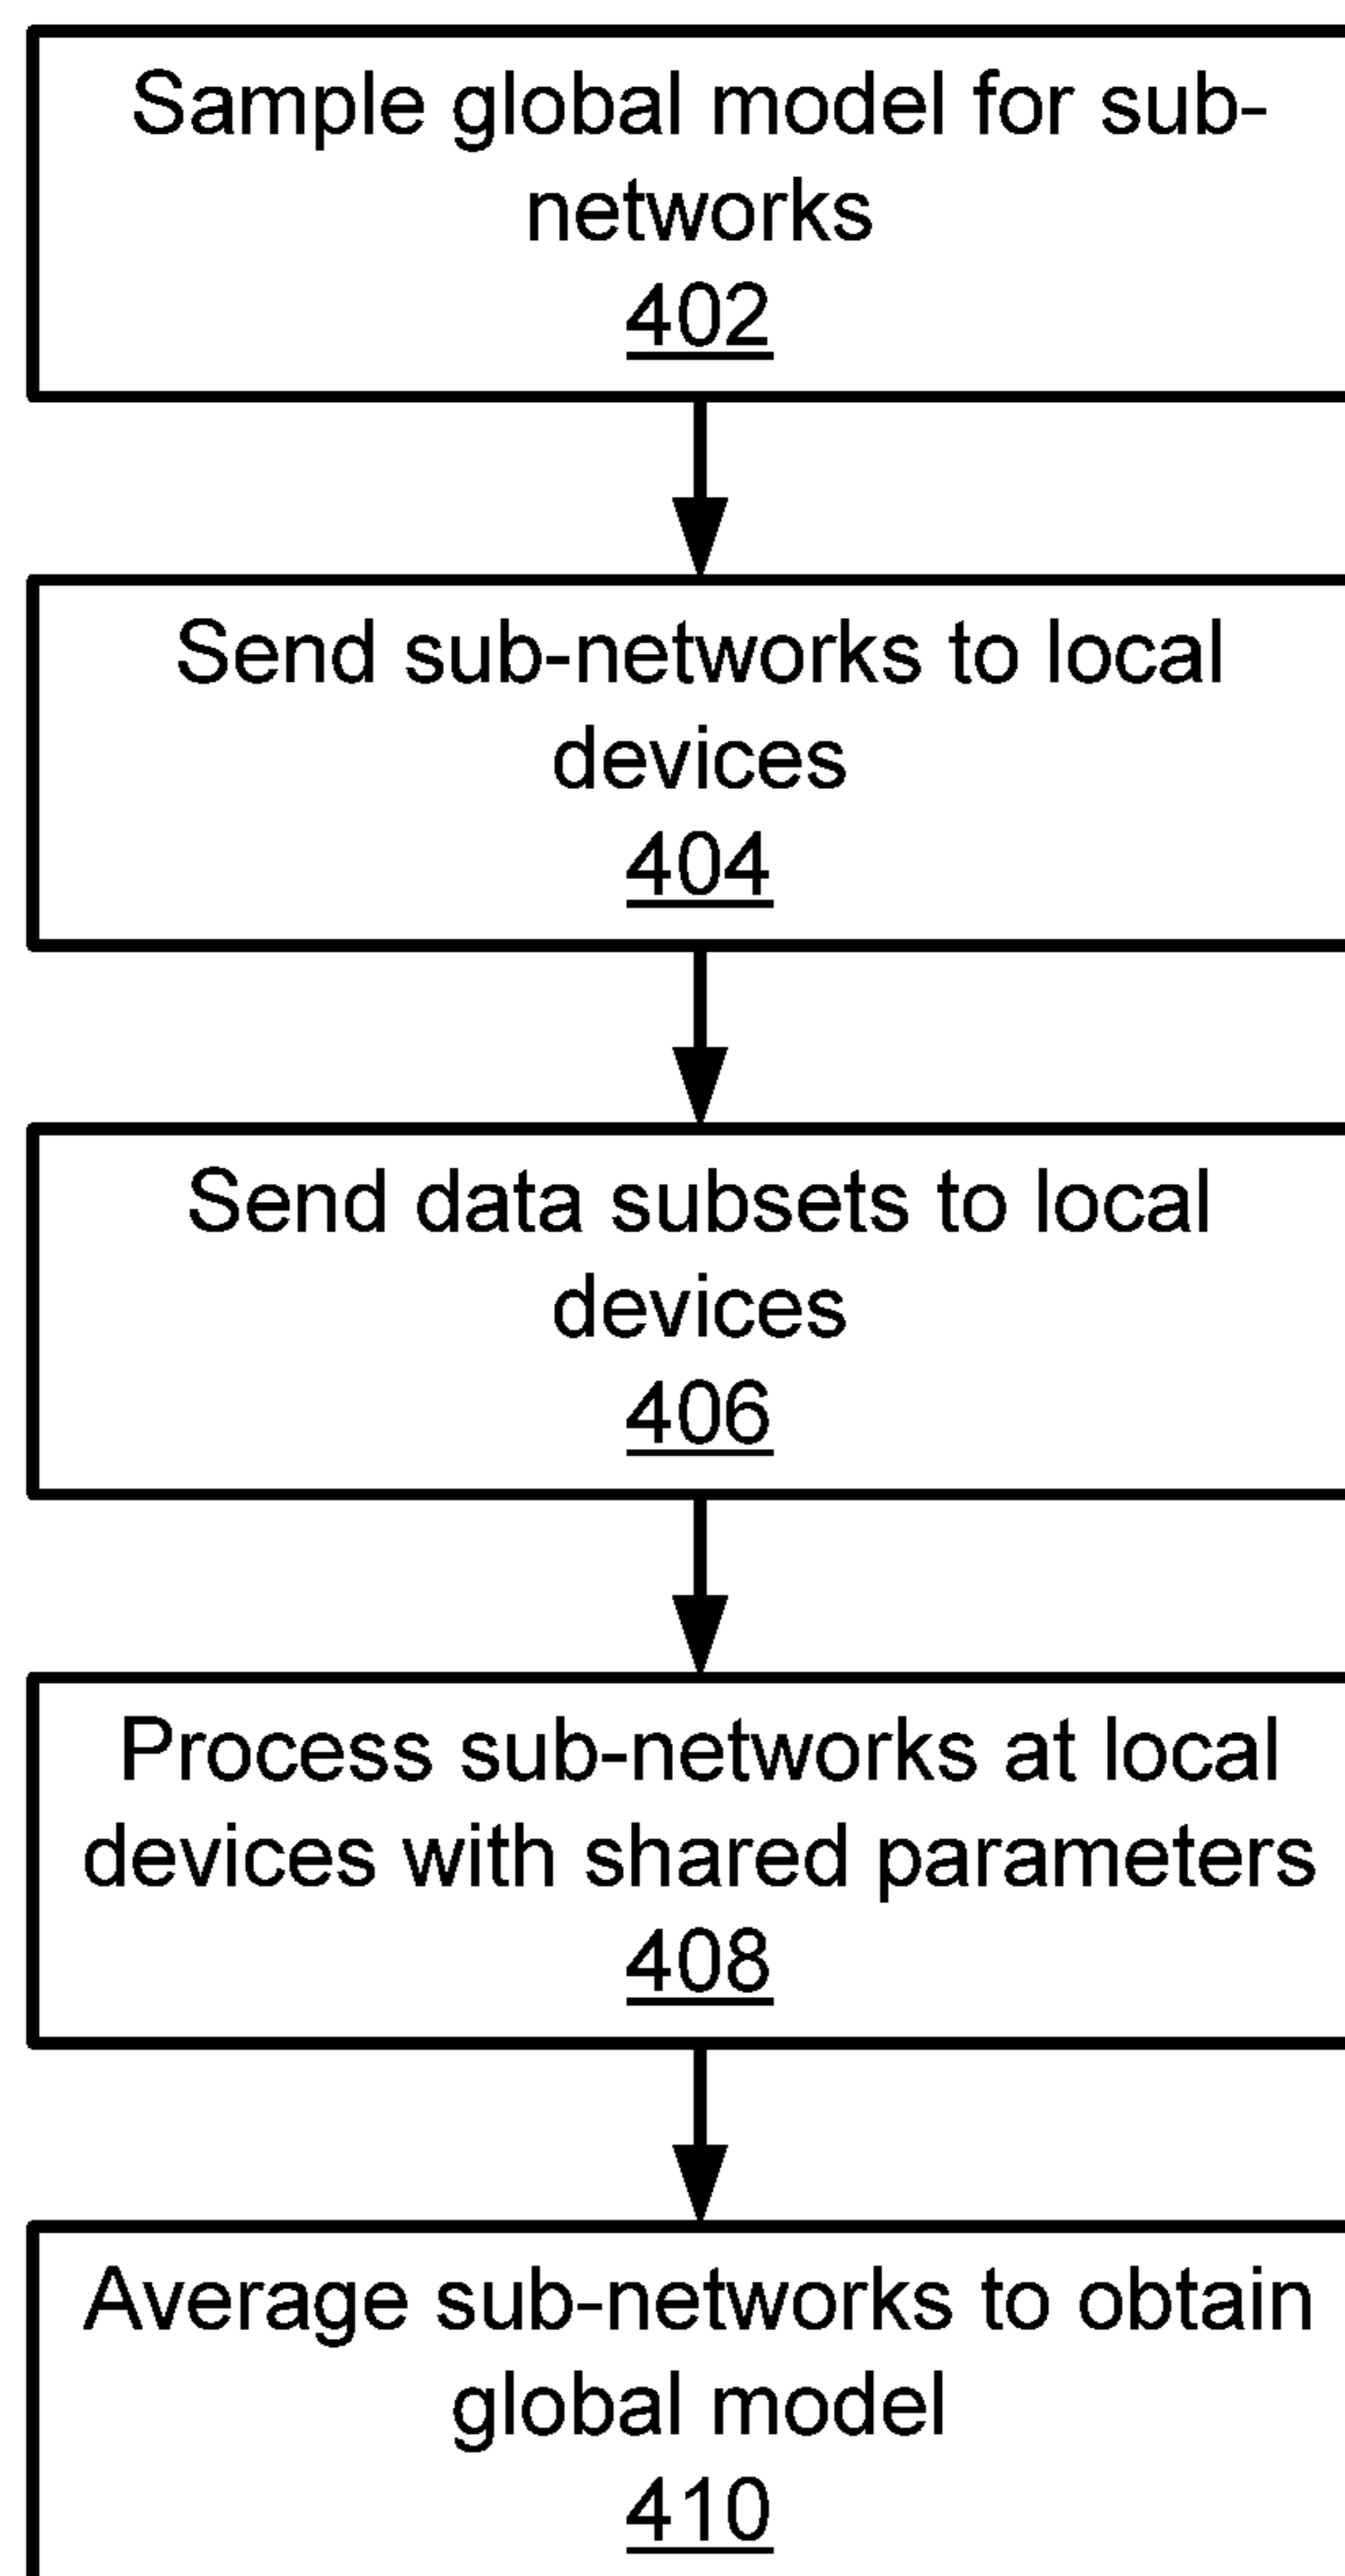 Sample global model for sub-
networks
402
Send sub-networks to local
devices
404
Send data subsets to local
devices
406
Process sub-networks at local
devices with shared parameters
408
Average sub-networks to obtain
global model
410